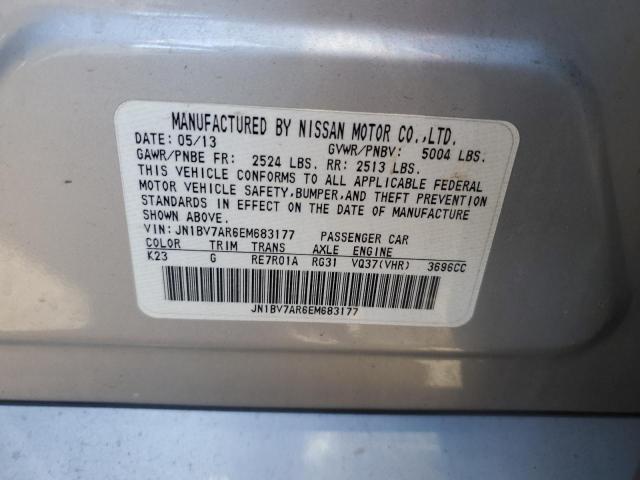 MANUFACTURED BY NISSAN MOTOR CO.,LTD.
DATE: 05/13 GVWR/PNBV: 5004 LBS.
GAWR/PNBE FR: 2524 LBS. RR: 2513 LBS.
THIS VEHICLE CONFORMS TO ALL APPLICABLE FEDERAL
MOTOR VEHICLE SAFETY,BUMPER,AND THEFT PREVENTION
STANDARDS IN EFFECT ON THE DATE OF MANUFACTURE
SHOWN ABOVE.
VIN: JN1BV7AR6EM683177 PASSENGER CAR
COLOR TRIM TRANS AXLE ENGINE
K23 G RE7R01A RG31 VQ37(VHR) 3696CC
JN1BV7AR6EM683177